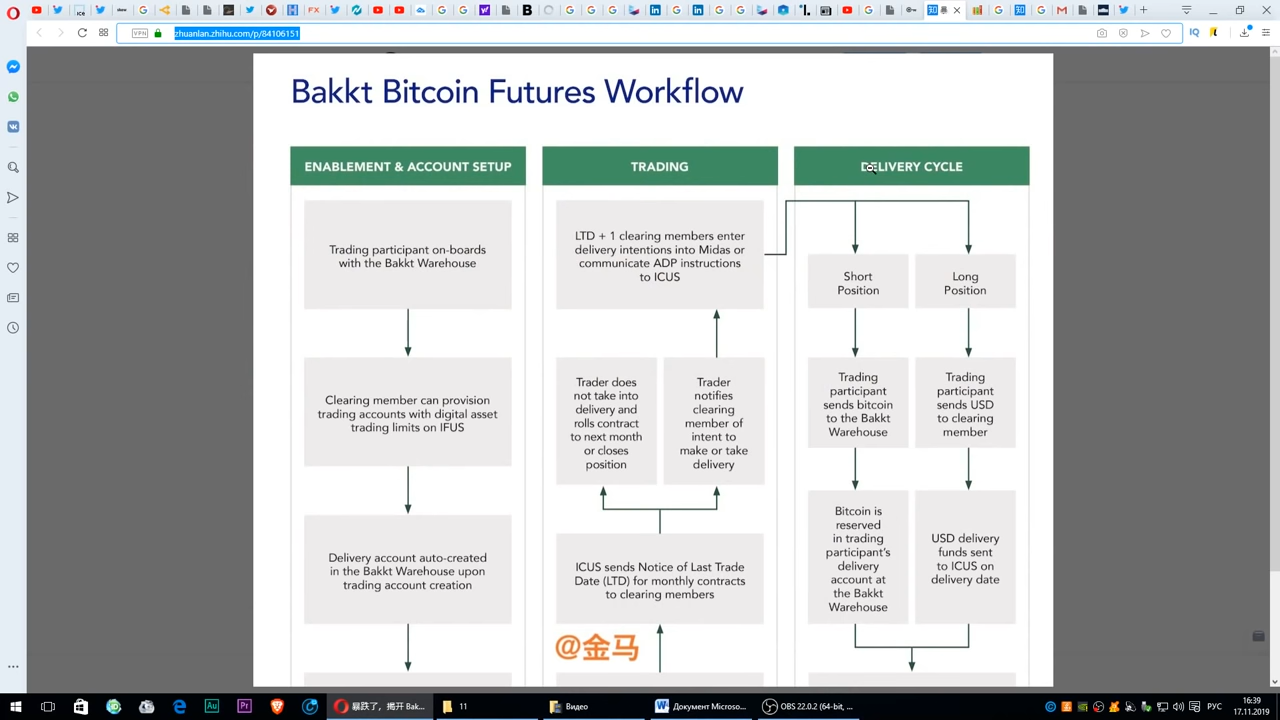 VPN
zhuanlan.zhihu.com/p/84106151
Bakkt Bitcoin Futures Workflow
ENABLEMENT & ACCOUNT SETUP
Trading participant on-boards
with the Bakkt Warehouse
Clearing member can provision
trading accounts with digital asset
trading limits on IFUS
Delivery account auto-created
in the Bakkt Warehouse upon
trading account creation
TRADING
LTD + 1 clearing members enter
delivery intentions into Midas or
communicate ADP instructions
to ICUS
Trader does
not take into
delivery and
rolls contract
to next month
or closes
position
Trader
notifies
clearing
member of
intent to
make or take
delivery
ICUS sends Notice of Last Trade
Date (LTD) for monthly contracts
to clearing members
@金马
DELIVERY CYCLE
Short
Position
Long
Position
Trading
participant
sends bitcoin
to the Bakkt
Warehouse
Trading
participant
sends USD
to clearing
member
Bitcoin is
reserved
in trading
participant's
delivery
account at
the Bakkt
Warehouse
USD delivery
funds sent
to ICUS on
delivery date
暴跌了，揭开 Bak...
11
Видео
Документ Microso...
OBS 22.0.2 (64-bit, ...
РУС
16:39
17.11.2019